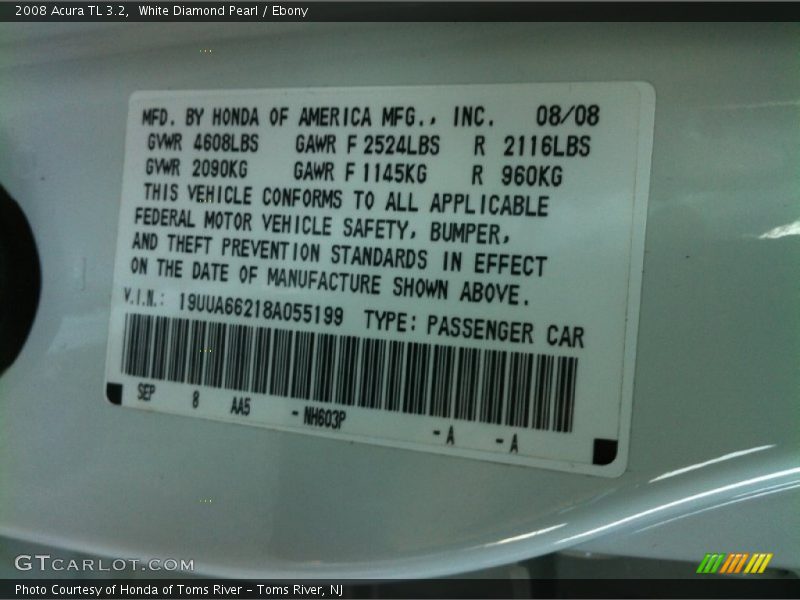 2008 Acura TL 3.2,  White Diamond Pearl / Ebony
MFD. BY HONDA OF AMERICA MFG., INC. 08/08
GVWR 4608LBS GAWR F 2524LBS R 2116LBS
GVWR 2090KG GAWR F 1145KG R 960KG
THIS VEHICLE CONFORMS TO ALL APPLICABLE
FEDERAL MOTOR VEHICLE SAFETY, BUMPER,
AND THEFT PREVENTION STANDARDS IN EFFECT
ON THE DATE OF MANUFACTURE SHOWN ABOVE.
V.I.N.: 19UUA66218A055199 TYPE: PASSENGER CAR
SEP 8 AA5 -NH603P -A -A
GTCARLOT.COM
Photo Courtesy of Honda of Toms River - Toms River, NJ